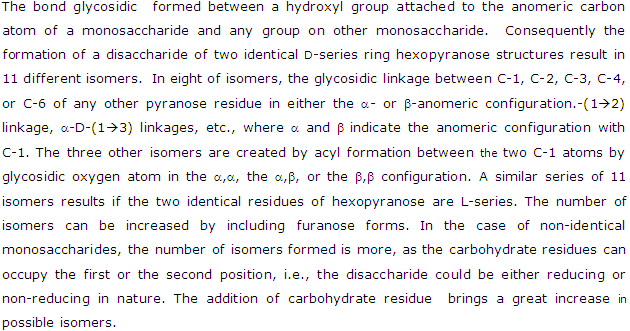 The bond glycosidic formed between a hydroxyl group attached to the anomeric carbon
atom of a monosaccharide and any group on other monosaccharide. Consequently the
formation of a disaccharide of two identical D-series ring hexopyranose structures result in
11 different isomers. In eight of isomers, the glycosidic linkage between C-1, C-2, C-3, C-4,
or C-6 of any other pyranose residue in either the α- or β-anomeric configuration.-(1→2)
linkage, α-D-(1→3) linkages, etc., where α and β indicate the anomeric configuration with
C-1. The three other isomers are created by acyl formation between the two C-1 atoms by
glycosidic oxygen atom in the α,α, the α,β, or the β,β configuration. A similar series of 11
isomers results if the two identical residues of hexopyranose are L-series. The number of
isomers can be increased by including furanose forms. In the case of non-identical
monosaccharides, the number of isomers formed is more, as the carbohydrate residues can
occupy the first or the second position, i.e., the disaccharide could be either reducing or
non-reducing in nature. The addition of carbohydrate residue brings a great increase in
possible isomers.